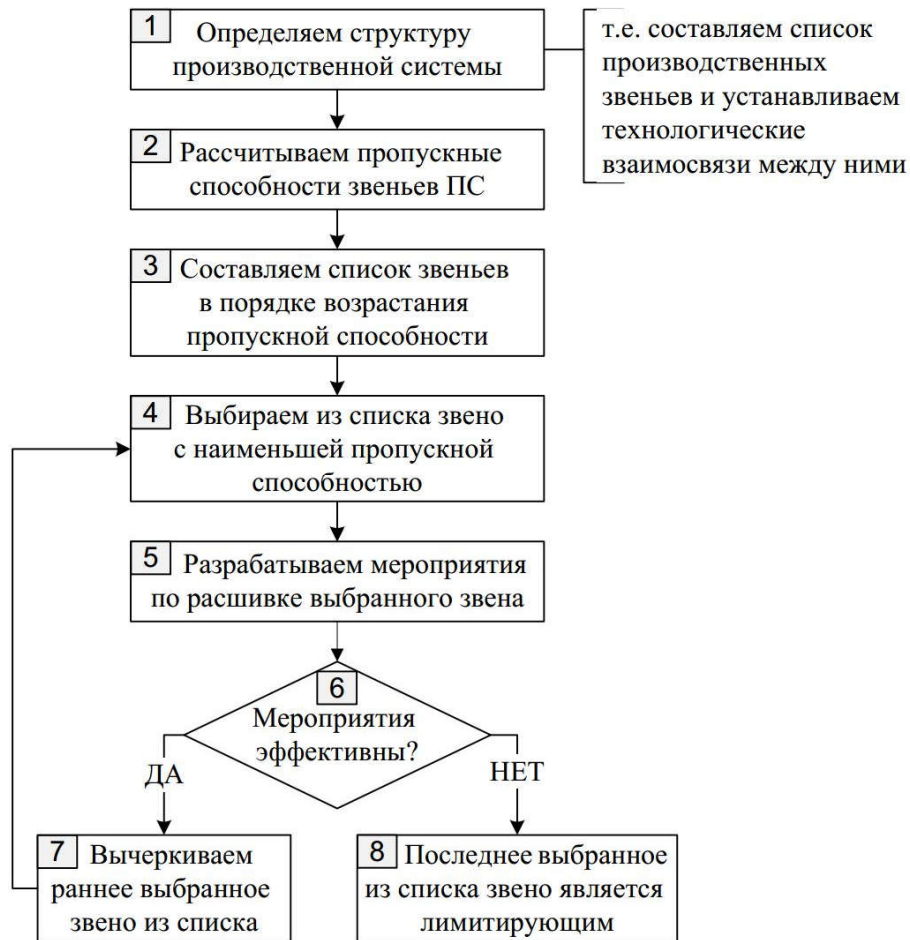 1 Определяем структуру
производственной системы
т.е. составляем список
производственных
звеньев и устанавливаем
технологические
взаимосвязи между ними
2 Рассчитываем пропускные
способности звеньев ПС
3 Составляем список звеньев
в порядке возрастания
пропускной способности
4 Выбираем из списка звено
с наименьшей пропускной
способностью
5 Разрабатываем мероприятия
по расшивке выбранного звена
6
Мероприятия
эффективны?
ДА
НЕТ
7 Вычеркиваем
раннее выбранное
звено из списка
8 Последнее выбранное
из списка звено является
лимитирующим